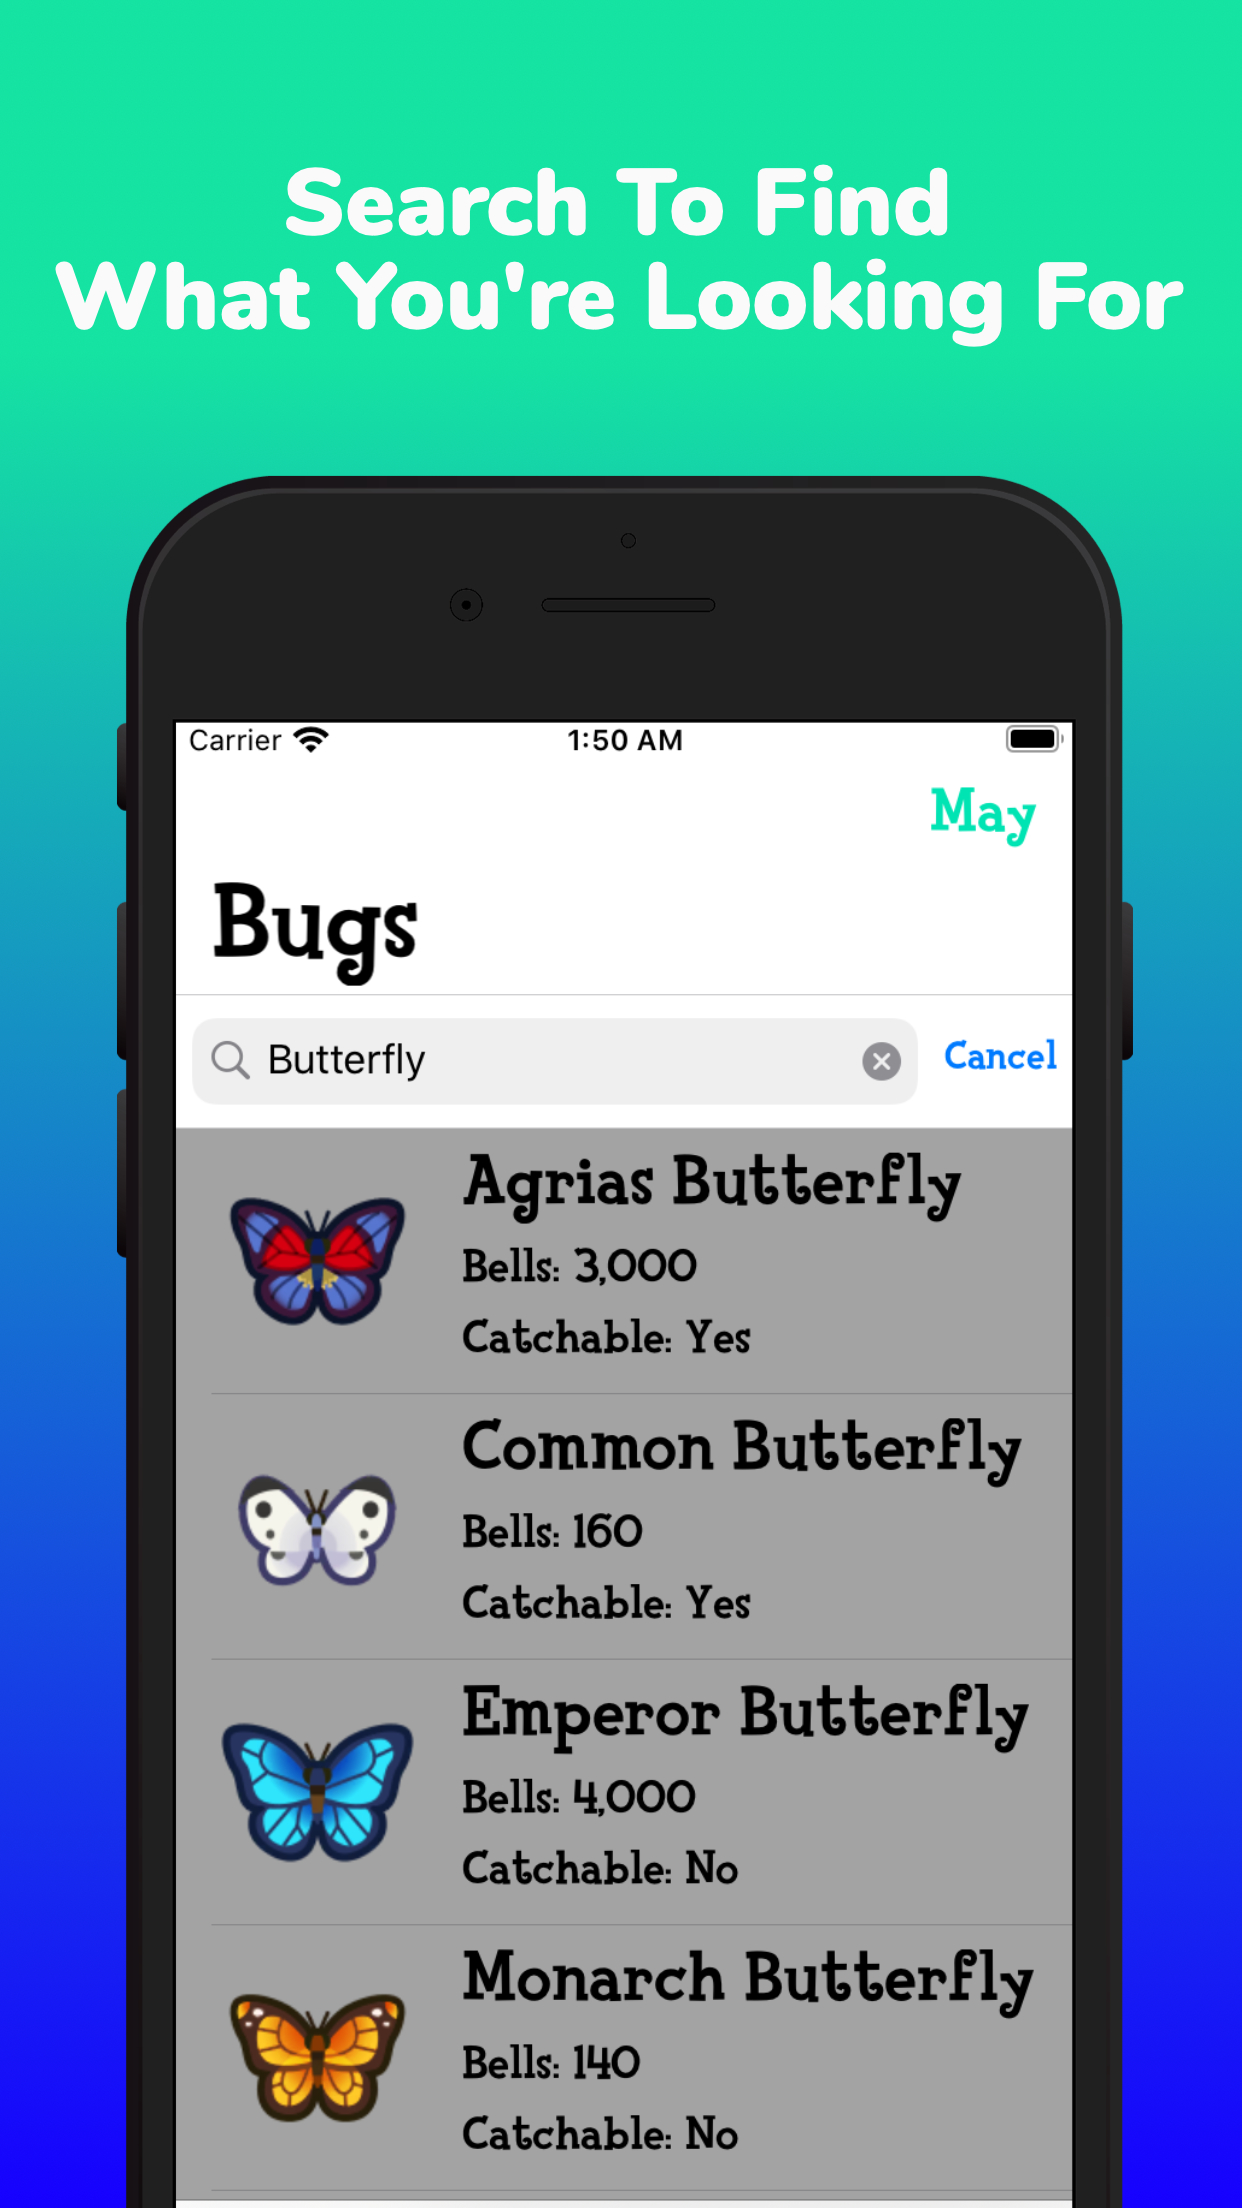 Search To Find
What You're Looking For
Carrier 1:50 AM
May
Bugs
Butterfly Cancel
Agrias Butterfly
Bells: 3,000
Catchable: Yes
Common Butterfly
Bells: 160
Catchable: Yes
Emperor Butterfly
Bells: 4,000
Catchable: No
Monarch Butterfly
Bells: 140
Catchable: No